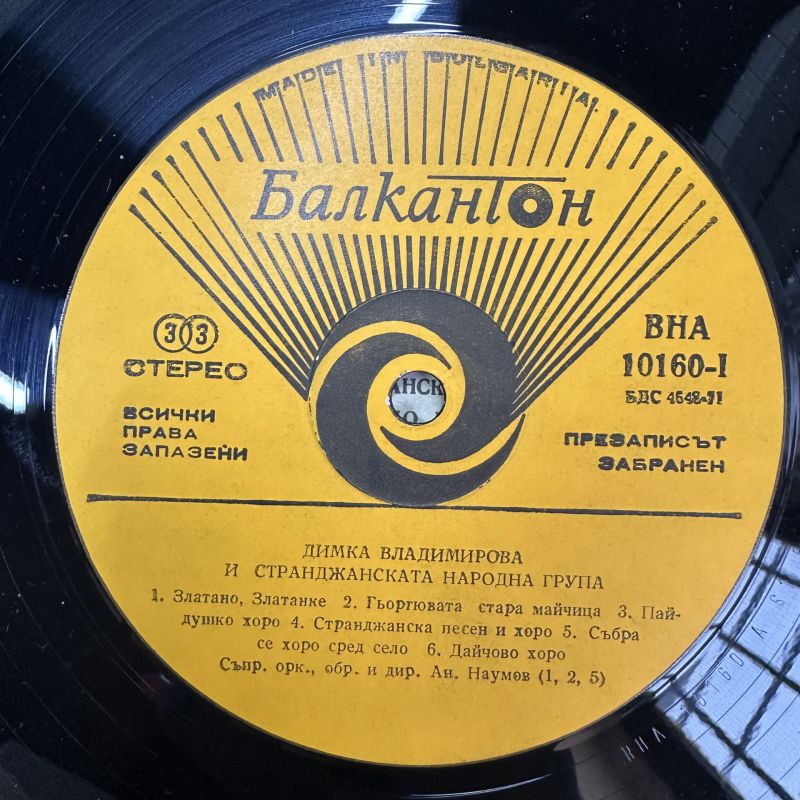 MADE IN BULGARIA.
Балкантон
33
СТЕРЕО
ВСИЧКИ
ПРАВА
ЗАПАЗЕНИ
ВНА
10160-I
БДС 4642-71
ПРЕЗАПИСЪТ
ЗАБРАНЕН
АНСК
ДИМКА ВЛАДИМИРОВА
И СТРАНДЖАНСКАТА НАРОДНА ГРУПА
1. Златано, Златанке 2. Гьоргювата стара майчица 3. Пай-
душко хоро 4. Странджанска песен и хоро 5. Събра
се хоро сред село 6. Дайчово хоро
Съпр. орк., обр. и дир. Ан. Наумов (1, 2, 5)